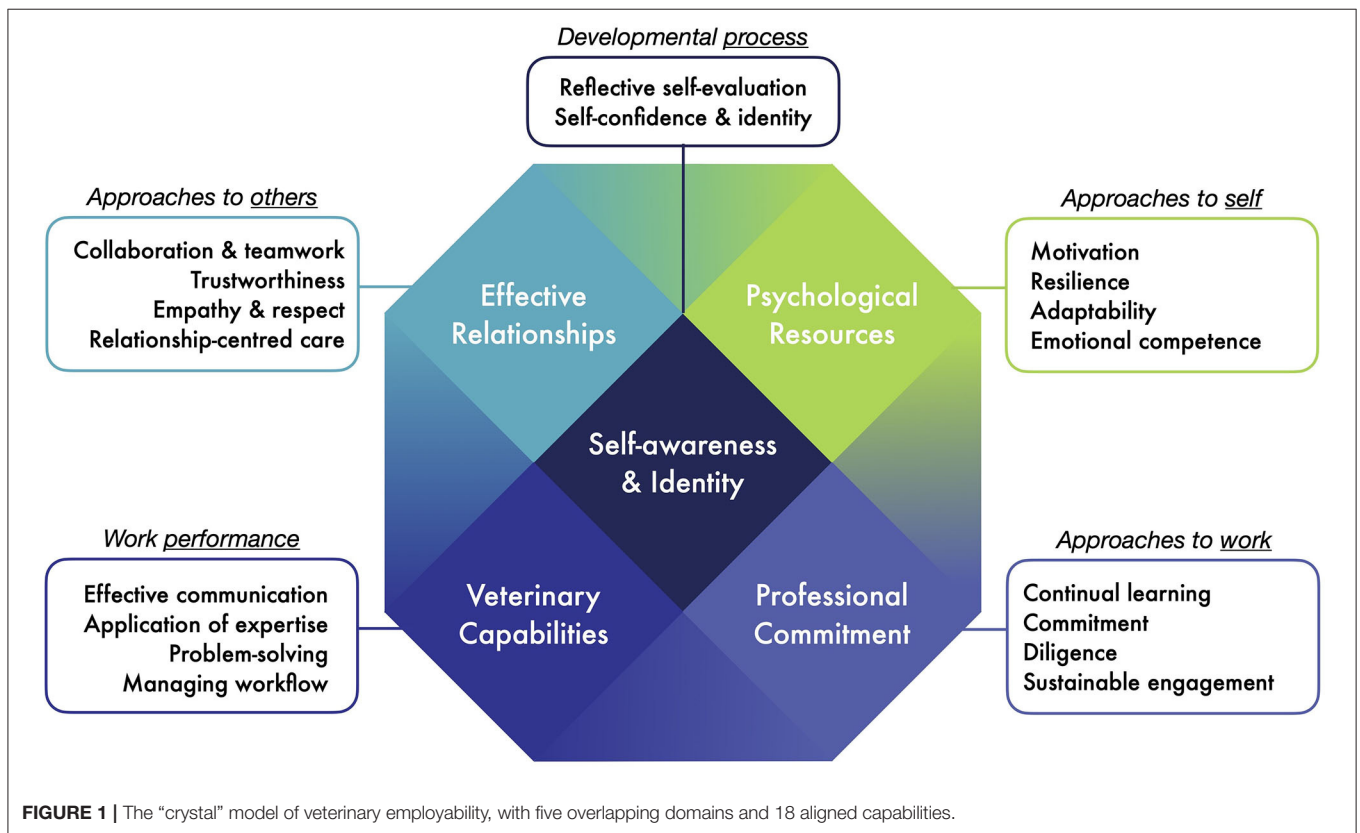 Developmental process
Reflective self-evaluation
Self-confidence & identity
Approaches to others
Collaboration & teamwork
Trustworthiness
Empathy & respect
Relationship-centred care
Approaches to self
Motivation
Resilience
Adaptability
Emotional competence
Effective
Relationships
Psychological
Resources
Self-awareness
& Identity
Work performance
Effective communication
Application of expertise
Problem-solving
Managing workflow
Veterinary
Capabilities
Professional
Commitment
Approaches to work
Continual learning
Commitment
Diligence
Sustainable engagement
FIGURE 1 | The “crystal” model of veterinary employability, with five overlapping domains and 18 aligned capabilities.